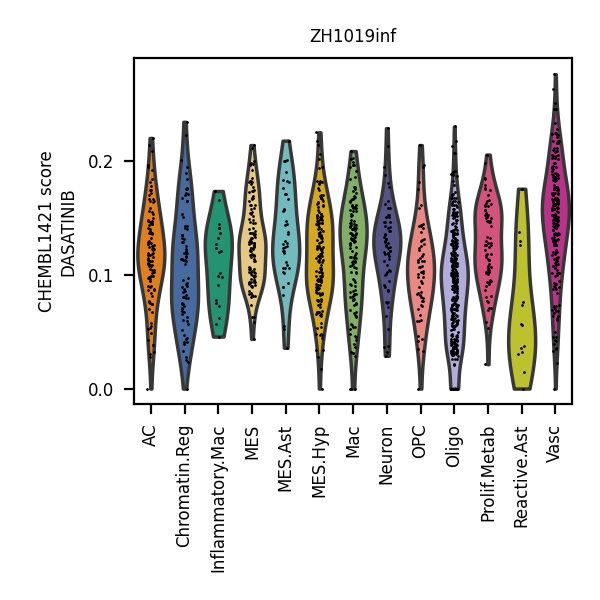 ZH1019inf
CHEMBL1421 score
DASATINIB
0.2
0.1
0.0
AC
Chromatin.Reg
Inflammatory.Mac
MES
MES.Ast
MES.Hyp
Mac
Neuron
OPC
Oligo
Prolif.Metab
Reactive.Ast
Vasc